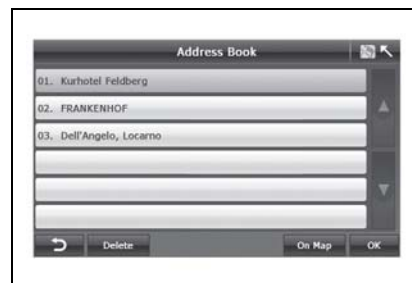 Address Book
01. Kurhotel Feldberg
02. FRANKENHOF
03. Dell'Angelo, Locarno
Delete On Map OK